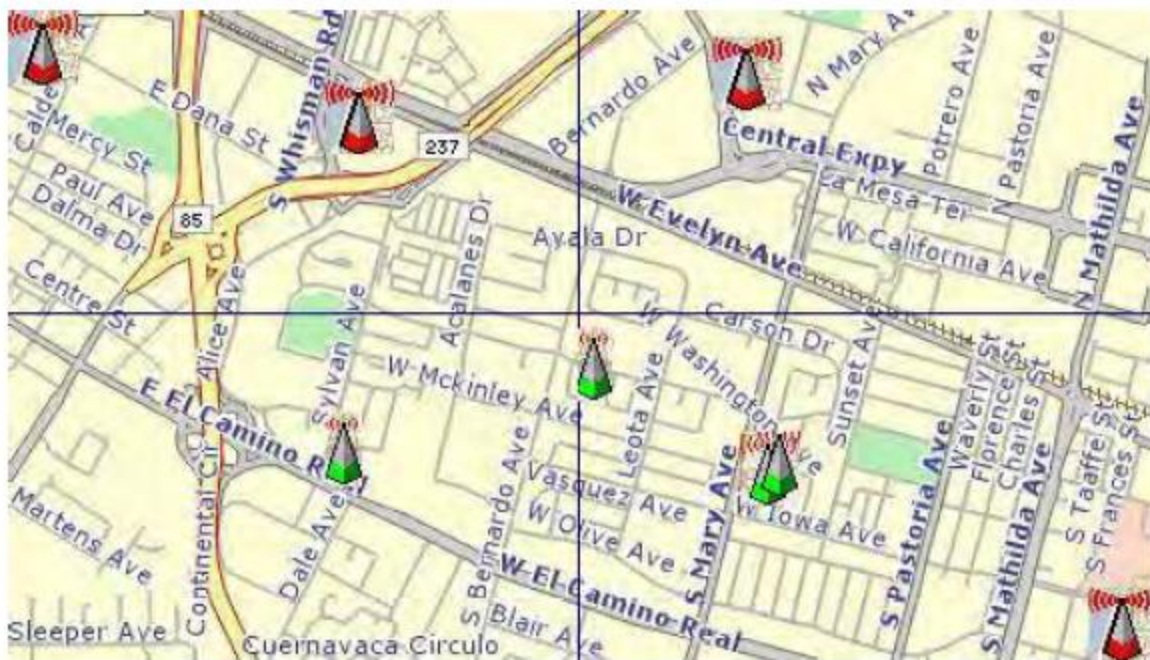 S Whisman Rd
Bernardo Ave
N Mary Av
Potrero Ave
N Pastoria Ave
N Mathilda Ave
E Dana St
Calde
Mercy St
237
Central Expy
La Mesa Ter
Paul Ave
Dalma Dr
85
W Evelyn Ave
Ayala Dr
W California Ave
Acalanes Dr
Centre St
Alice Ave
Sylvan Ave
W Washington Ave
Carson Dr
Sunset Ave
Waverly St
Florence St
Charles St
W Mckinley Ave
E El Camino Real
Leota Ave
S Taaffe St
S Frances St
Vasquez Ave
W Olive Ave
W Iowa Ave
S Mary Ave
S Pastoria Ave
S Mathilda Ave
Martens Ave
Continental Cir
Dale Ave
S Bernardo Ave
W El Camino Real
Blair Ave
Sleeper Ave
Cuernavaca Circulo